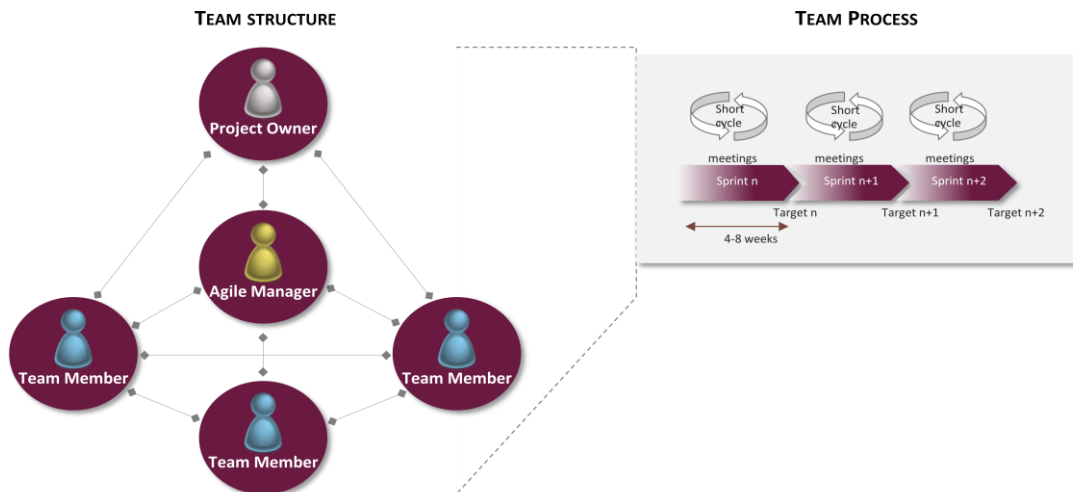 TEAM STRUCTURE
Project Owner
Agile Manager
Team Member
Team Member
Team Member
TEAM PROCESS
Short
cycle
Short
cycle
Short
cycle
meetings
meetings
meetings
Sprint n
Sprint n+1
Sprint n+2
Target n
Target n+1
Target n+2
4-8 weeks